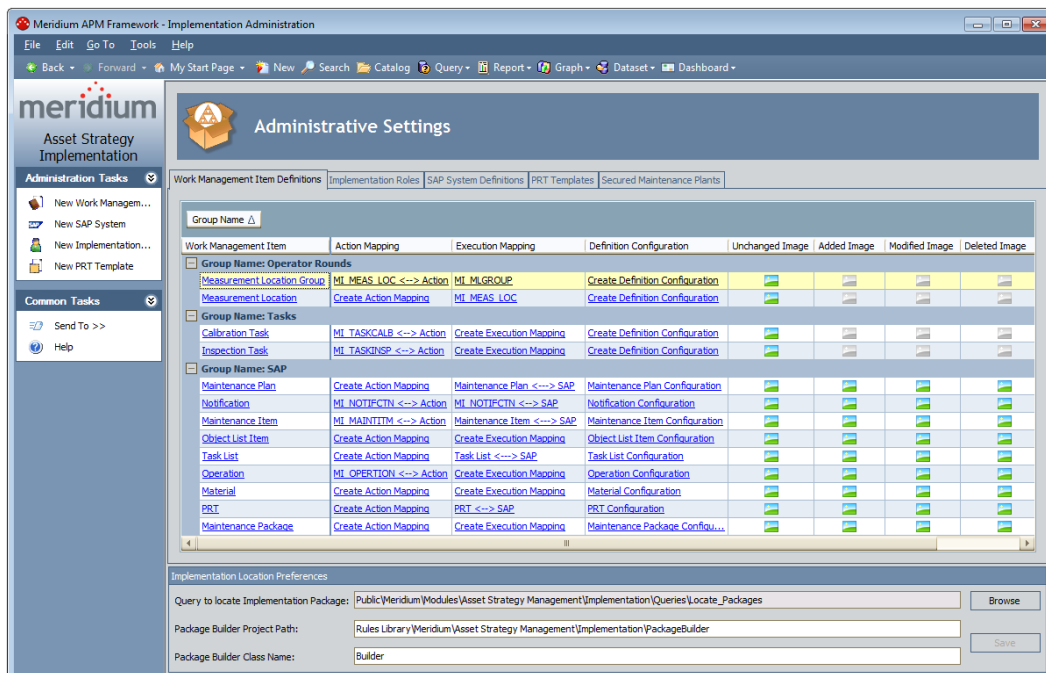 Meridium APM Framework - Implementation Administration
File Edit Go To Tools Help
Back Forward My Start Page New Search Catalog Query Report Graph Dataset Dashboard
meridium
Asset Strategy
Implementation
Administrative Settings
Administration Tasks
New Work Managem...
New SAP System
New Implementation...
New PRT Template
Common Tasks
Send To >>
Help
Work Management Item Definitions Implementation Roles SAP System Definitions PRT Templates Secured Maintenance Plants
Group Name
Work Management Item Action Mapping Execution Mapping Definition Configuration Unchanged Image Added Image Modified Image Deleted Image
Group Name: Operator Rounds
Measurement Location Group MI_MEAS_LOC <--> Action MI_MLGROUP Create Definition Configuration
Measurement Location Create Action Mapping MI_MEAS_LOC Create Definition Configuration
Group Name: Tasks
Calibration Task MI_TASKCALB <--> Action Create Execution Mapping Create Definition Configuration
Inspection Task MI_TASKINSP <--> Action Create Execution Mapping Create Definition Configuration
Group Name: SAP
Maintenance Plan Create Action Mapping Maintenance Plan <---> SAP Maintenance Plan Configuration
Notification MI_NOTIFCTN <--> Action MI_NOTIFCTN <--> SAP Notification Configuration
Maintenance Item MI_MAINTITM <--> Action Maintenance Item <---> SAP Maintenance Item Configuration
Object List Item Create Action Mapping Create Execution Mapping Object List Item Configuration
Task List Create Action Mapping Task List <---> SAP Task List Configuration
Operation MI_OPERTION <--> Action Create Execution Mapping Operation Configuration
Material Create Action Mapping Create Execution Mapping Material Configuration
PRT Create Action Mapping PRT <--> SAP PRT Configuration
Maintenance Package Create Action Mapping Create Execution Mapping Maintenance Package Configu...
Implementation Location Preferences
Query to locate Implementation Package: Public\Meridium\Modules\Asset Strategy Management\Implementation\Queries\Locate_Packages Browse
Package Builder Project Path: Rules Library\Meridium\Asset Strategy Management\Implementation\PackageBuilder
Save
Package Builder Class Name: Builder